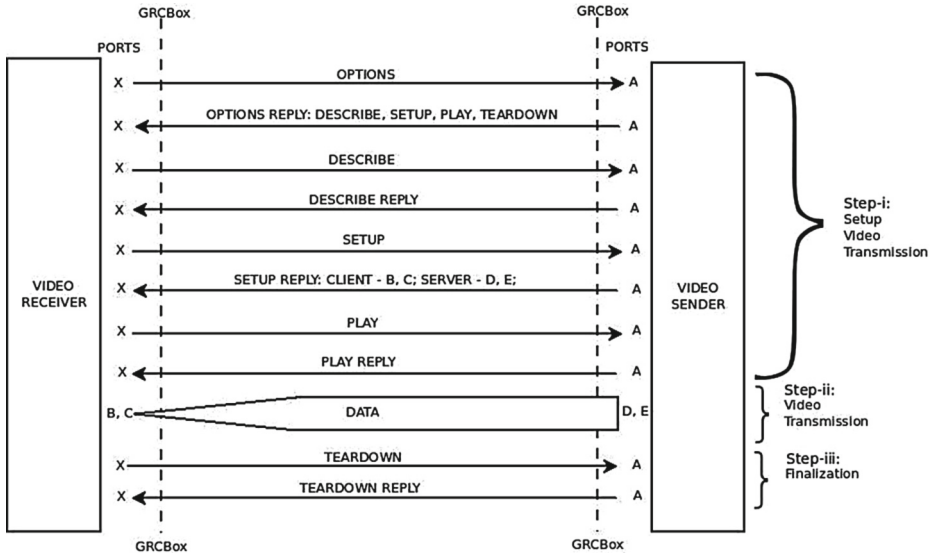 GRCBox
GRCBox
PORTS
PORTS
X
OPTIONS
A
X
OPTIONS REPLY: DESCRIBE, SETUP, PLAY, TEARDOWN
A
X
DESCRIBE
A
X
DESCRIBE REPLY
A
X
SETUP
A
X
SETUP REPLY: CLIENT - B, C; SERVER - D, E;
A
X
PLAY
A
X
PLAY REPLY
A
B, C
DATA
D, E
X
TEARDOWN
A
X
TEARDOWN REPLY
A
VIDEO
RECEIVER
VIDEO
SENDER
Step-i:
Setup
Video
Transmission
Step-ii:
Video
Transmission
Step-iii:
Finalization
GRCBox
GRCBox